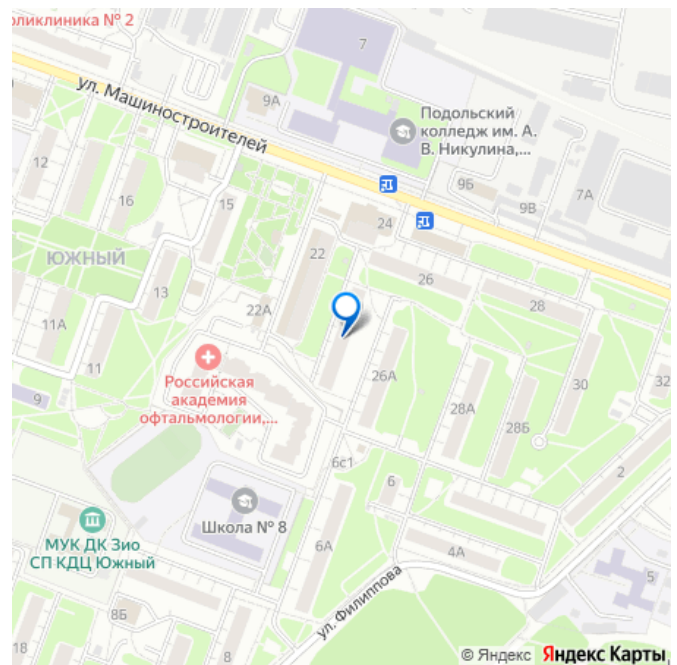 оликлиника № 2
ул. Машиностроителей
7
9А
Подольский
колледж им. А.
В. Никулина,...
12
16
15
9Б
9В
7А
24
ЮЖНЫЙ
22
26
28
13
22А
11А
11
Российская
академия
офтальмологии,...
26А
28А
28Б
30
32
9
6с1
6
2
Школа № 8
МУК ДК Зио
СП КДЦ Южный
6А
4А
5
ул. Филиппова
8Б
18
8
© Яндекс Яндекс Карты